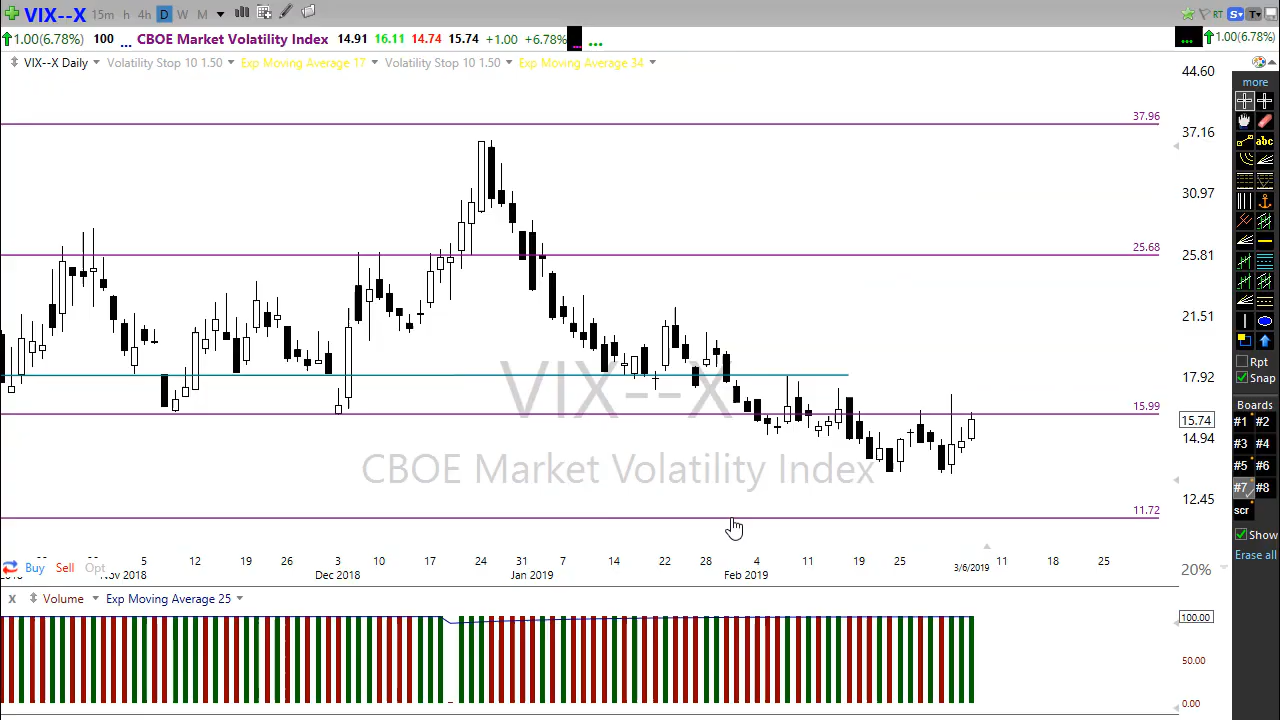 VIX--X 15m h 4h D W M RT S T
1.00(6.78%) 100 ... CBOE Market Volatility Index 14.91 16.11 14.74 15.74 +1.00 +6.78% ... ... ... 1.00(6.78%)
VIX--X Daily Volatility Stop 10 1.50 Exp Moving Average 17 Volatility Stop 10 1.50 Exp Moving Average 34
44.60
more
37.96
37.16
abc
30.97
25.68
25.81
21.51
Rpt
17.92
Snap
VIX--X
15.99
Boards
15.74
#1 #2
14.94
#3 #4
CBOE Market Volatility Index
#5 #6
#7 #8
12.45
11.72
scr
Show
5 12 19 26 3 10 17 24 31 7 14 22 28 4 11 19 25 3/6/2019 11 18 25
Erase all
Buy Sell Opt 20%
2018 Nov 2018 Dec 2018 Jan 2019 Feb 2019
X Volume Exp Moving Average 25
100.00
50.00
0.00